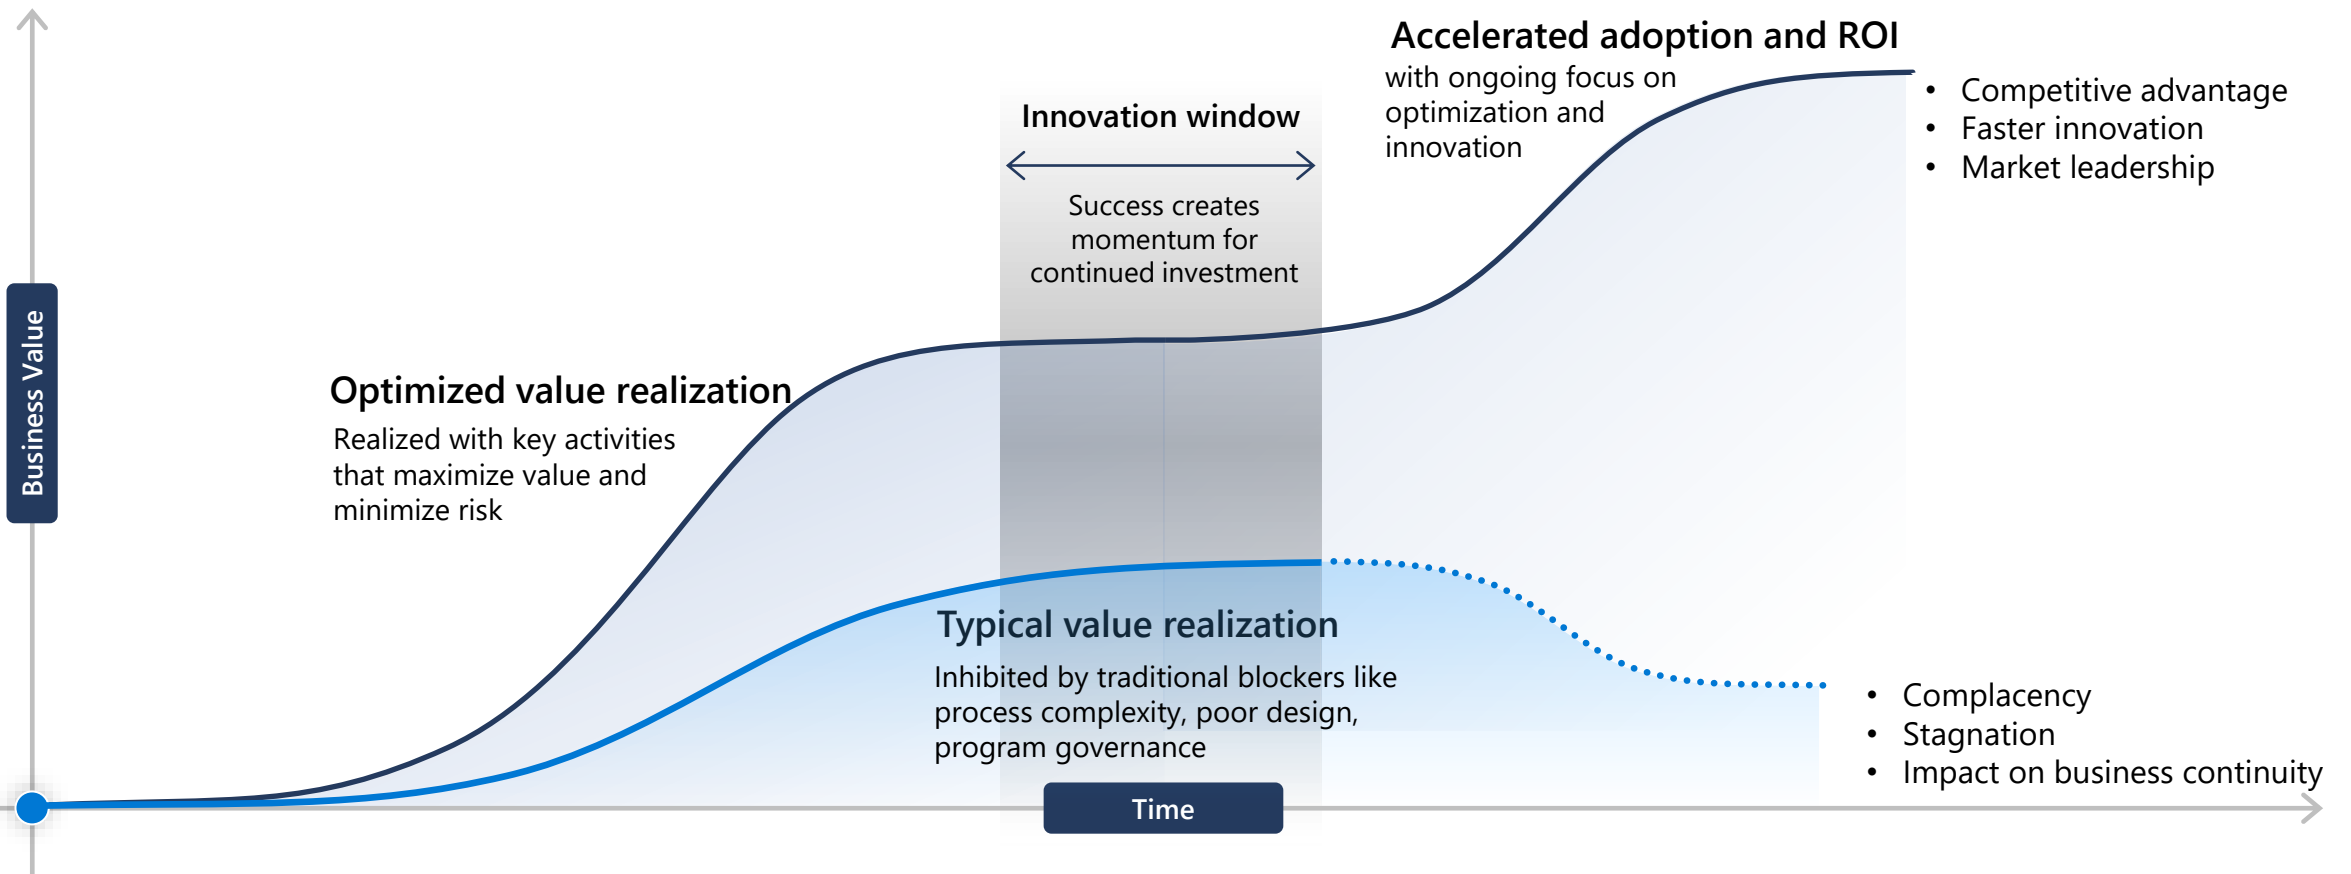 Accelerated adoption and ROI
with ongoing focus on
optimization and
innovation
• Competitive advantage
• Faster innovation
• Market leadership
Innovation window
Success creates
momentum for
continued investment
Business Value
Optimized value realization
Realized with key activities
that maximize value and
minimize risk
Typical value realization
Inhibited by traditional blockers like
process complexity, poor design,
program governance
• Complacency
• Stagnation
• Impact on business continuity
Time